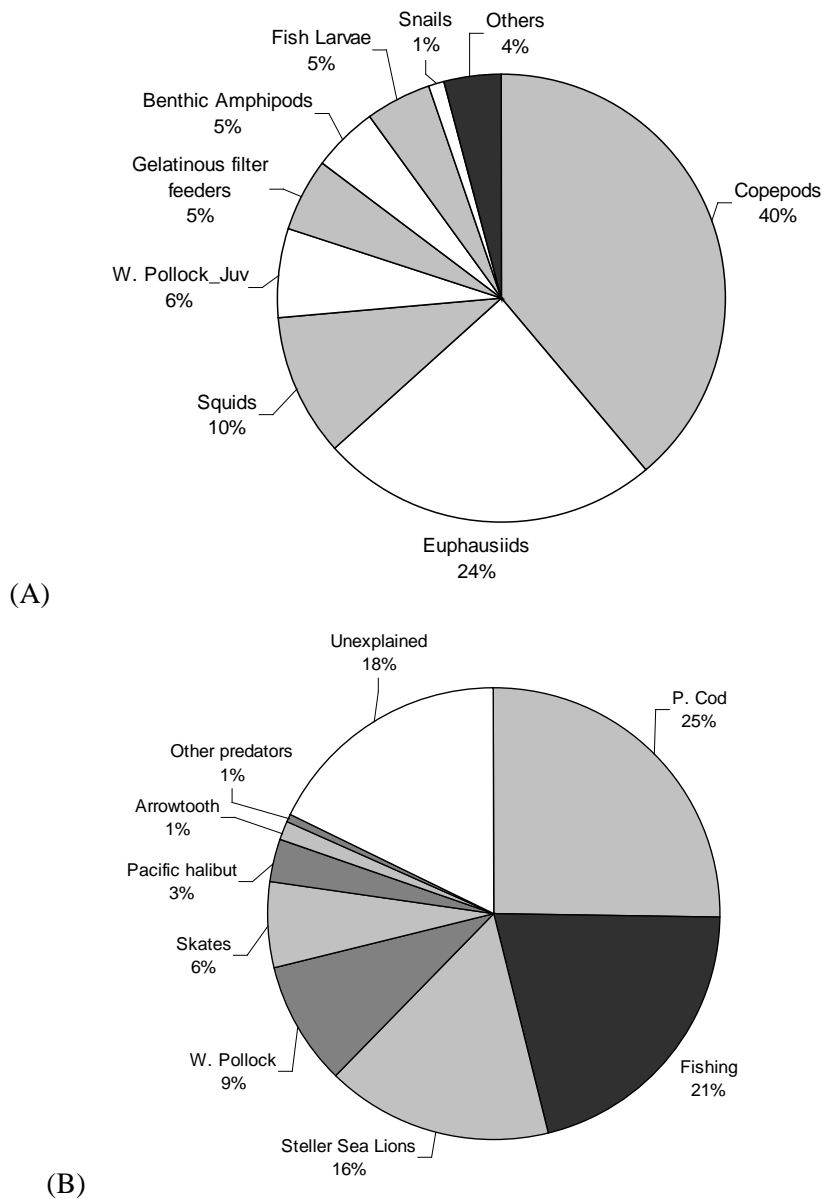 Snails
1%
Others
4%
Fish Larvae
5%
Benthic Amphipods
5%
Gelatinous filter
feeders
5%
Copepods
40%
W. Pollock_Juv
6%
Squids
10%
Euphausiids
24%
(A)
Unexplained
18%
P. Cod
25%
Other predators
1%
Arrowtooth
1%
Pacific halibut
3%
Skates
6%
W. Pollock
9%
Fishing
21%
Steller Sea Lions
16%
(B)